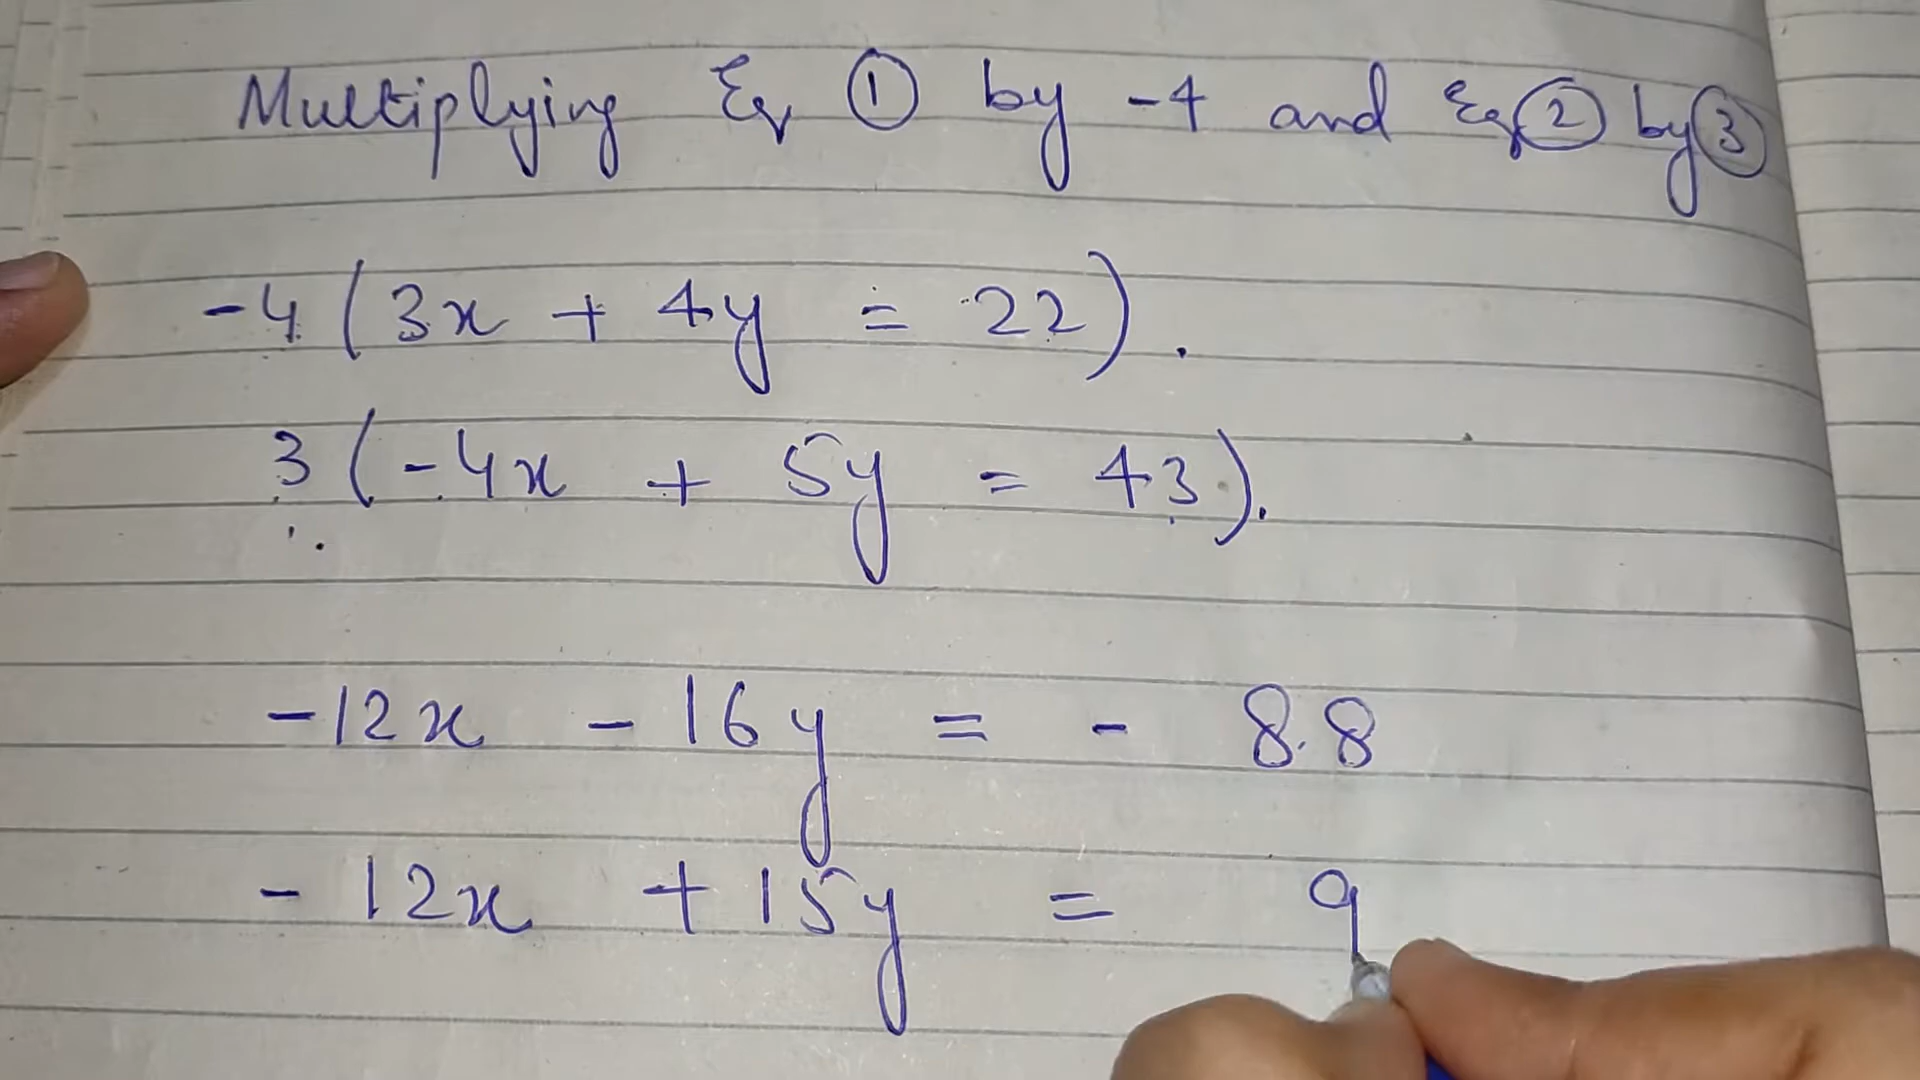 Multiplying Eq ① by -4 and Eq ② by ③
-4 ( 3x + 4y = 22 ).
3 ( -4x + 5y = 43 ).
-12x - 16y = - 8.8
- 12x + 15y = 9